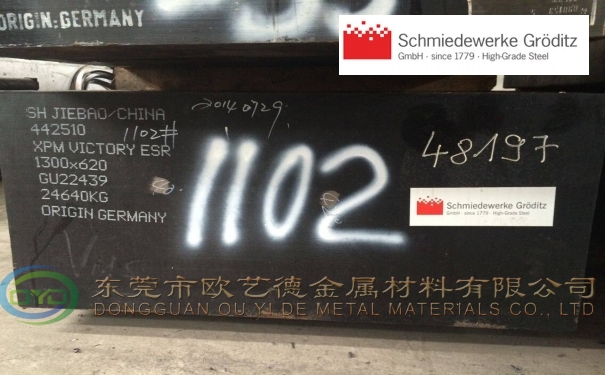 ORIGIN: GERMANY
Schmiedewerke Gröditz
GmbH · since 1779 · High-Grade Steel
SH JIEBAO/CHINA
442510
XPM VICTORY ESR
1300x620
GU22439
24640KG
ORIGIN GERMANY
20140729
1102#
1102
48197
Schmiedewerke Gröditz
GmbH · since 1779 · High-Grade Steel
OYD
东莞市欧艺德金属材料有限公司
DONGGUAN OU YI DE METAL MATERIALS CO., LTD